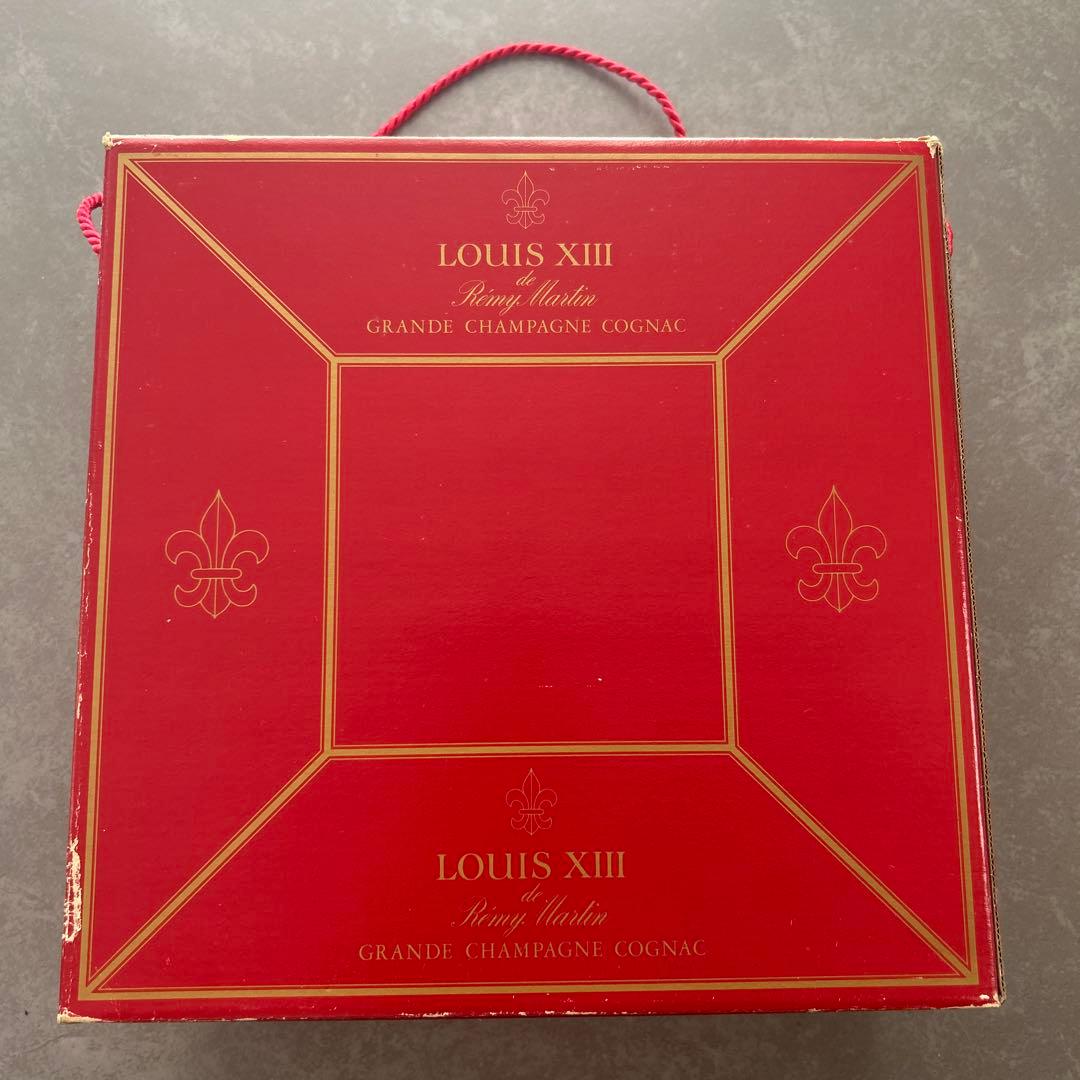 LOUIS XIII
de
Rémy Martin
GRANDE CHAMPAGNE COGNAC
LOUIS XIII
de
Rémy Martin
GRANDE CHAMPAGNE COGNAC